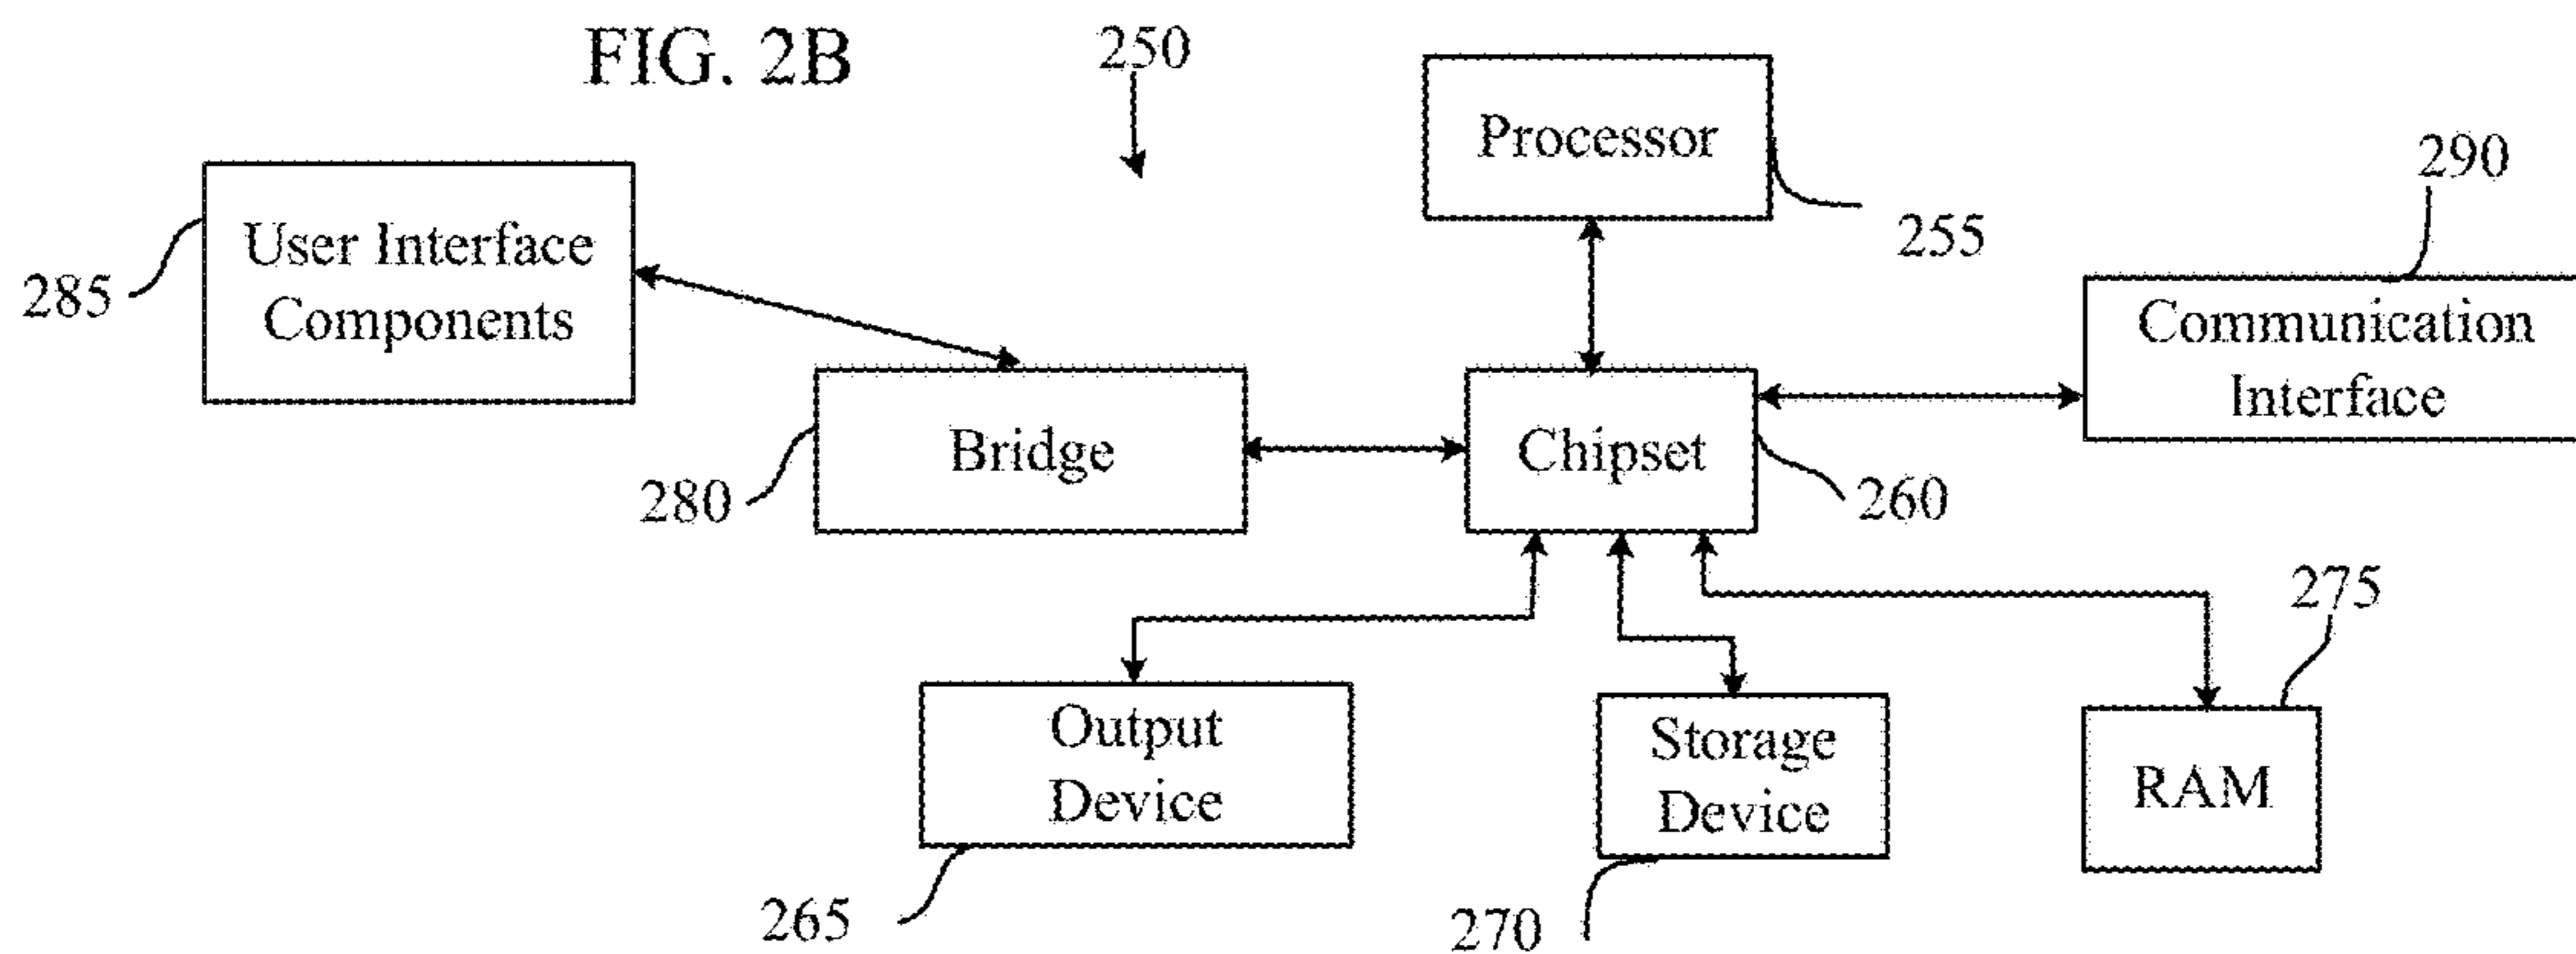 FIG. 2B
250
Processor
290
User Interface
Components
255
285
Communication
Interface
Bridge
Chipset
280
260
275
Output
Device
Storage
Device
RAM
265
270